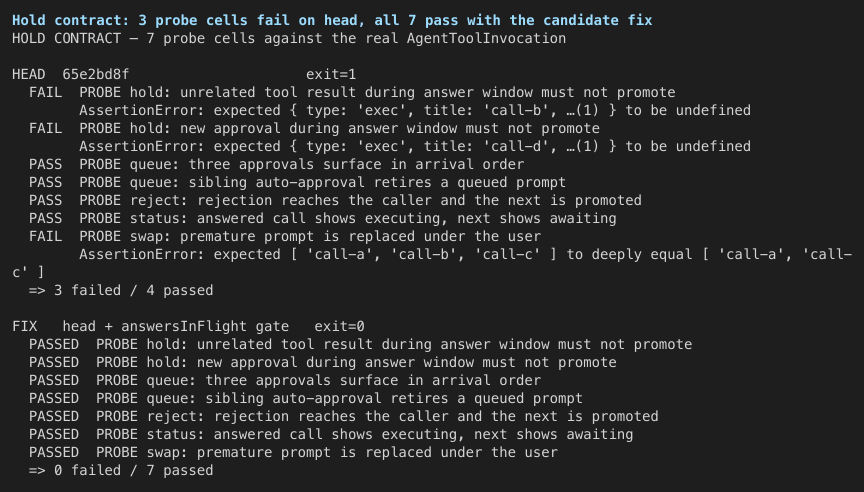 Hold contract: 3 probe cells fail on head, all 7 pass with the candidate fix
HOLD CONTRACT — 7 probe cells against the real AgentToolInvocation
HEAD  65e2bd8f                     exit=1
  FAIL  PROBE hold: unrelated tool result during answer window must not promote
        AssertionError: expected { type: 'exec', title: 'call-b', …(1) } to be undefined
  FAIL  PROBE hold: new approval during answer window must not promote
        AssertionError: expected { type: 'exec', title: 'call-d', …(1) } to be undefined
  PASS  PROBE queue: three approvals surface in arrival order
  PASS  PROBE queue: sibling auto-approval retires a queued prompt
  PASS  PROBE reject: rejection reaches the caller and the next is promoted
  PASS  PROBE status: answered call shows executing, next shows awaiting
  FAIL  PROBE swap: premature prompt is replaced under the user
        AssertionError: expected [ 'call-a', 'call-b', 'call-c' ] to deeply equal [ 'call-a', 'call-
c' ]
  => 3 failed / 4 passed
FIX   head + answersInFlight gate   exit=0
  PASSED  PROBE hold: unrelated tool result during answer window must not promote
  PASSED  PROBE hold: new approval during answer window must not promote
  PASSED  PROBE queue: three approvals surface in arrival order
  PASSED  PROBE queue: sibling auto-approval retires a queued prompt
  PASSED  PROBE reject: rejection reaches the caller and the next is promoted
  PASSED  PROBE status: answered call shows executing, next shows awaiting
  PASSED  PROBE swap: premature prompt is replaced under the user
  => 0 failed / 7 passed